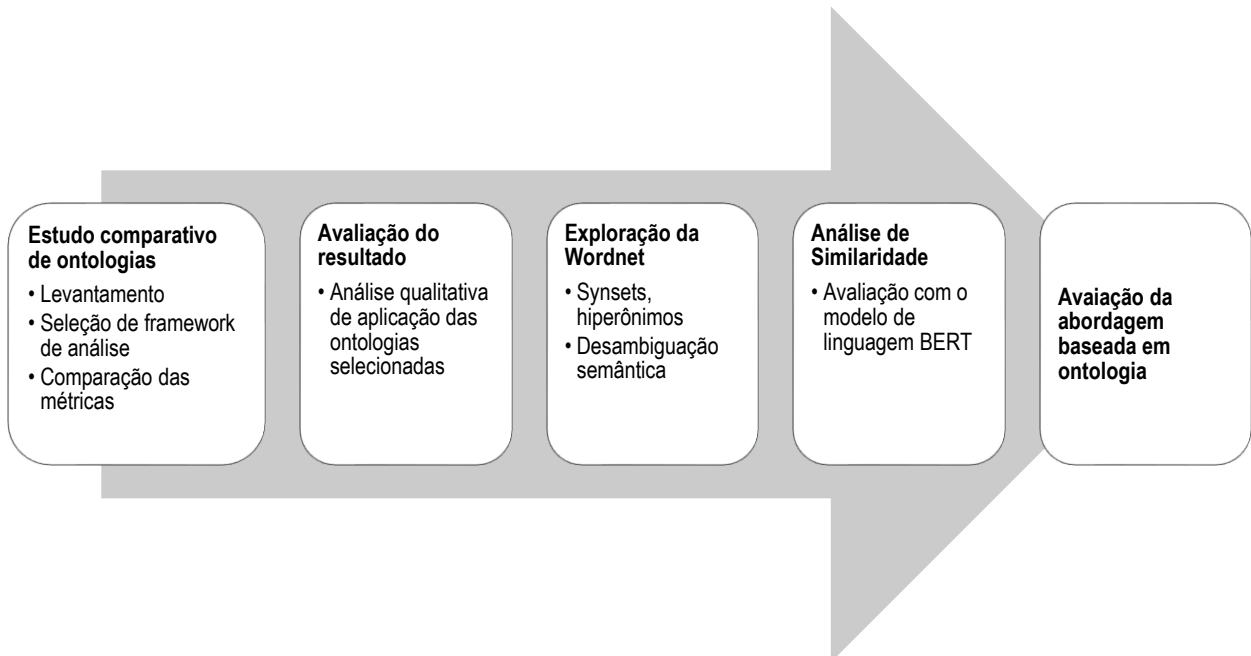 Estudo comparativo
de ontologias
• Levantamento
• Seleção de framework
de análise
• Comparação das
métricas
Avaliação do
resultado
• Análise qualitativa
de aplicação das
ontologias
selecionadas
Exploração da
Wordnet
• Synsets,
hiperônimos
• Desambiguação
semântica
Análise de
Similaridade
• Avaliação com o
modelo de
linguagem BERT
Avaiação da
abordagem
baseada em
ontologia